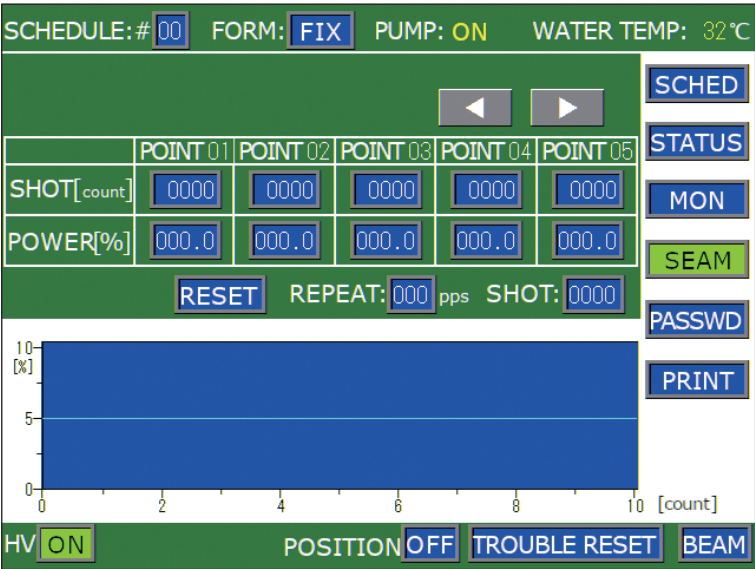 SCHEDULE:# 00 FORM: FIX PUMP: ON WATER TEMP: 32℃
SCHED
POINT 01 POINT 02 POINT 03 POINT 04 POINT 05
STATUS
SHOT[count] 0000 0000 0000 0000 0000
MON
POWER[%] 000.0 000.0 000.0 000.0 000.0
SEAM
RESET REPEAT: 000 pps SHOT: 0000
PASSWD
10
[%]
PRINT
5
0
0 2 4 6 8 10 [count]
HV ON POSITION OFF TROUBLE RESET BEAM